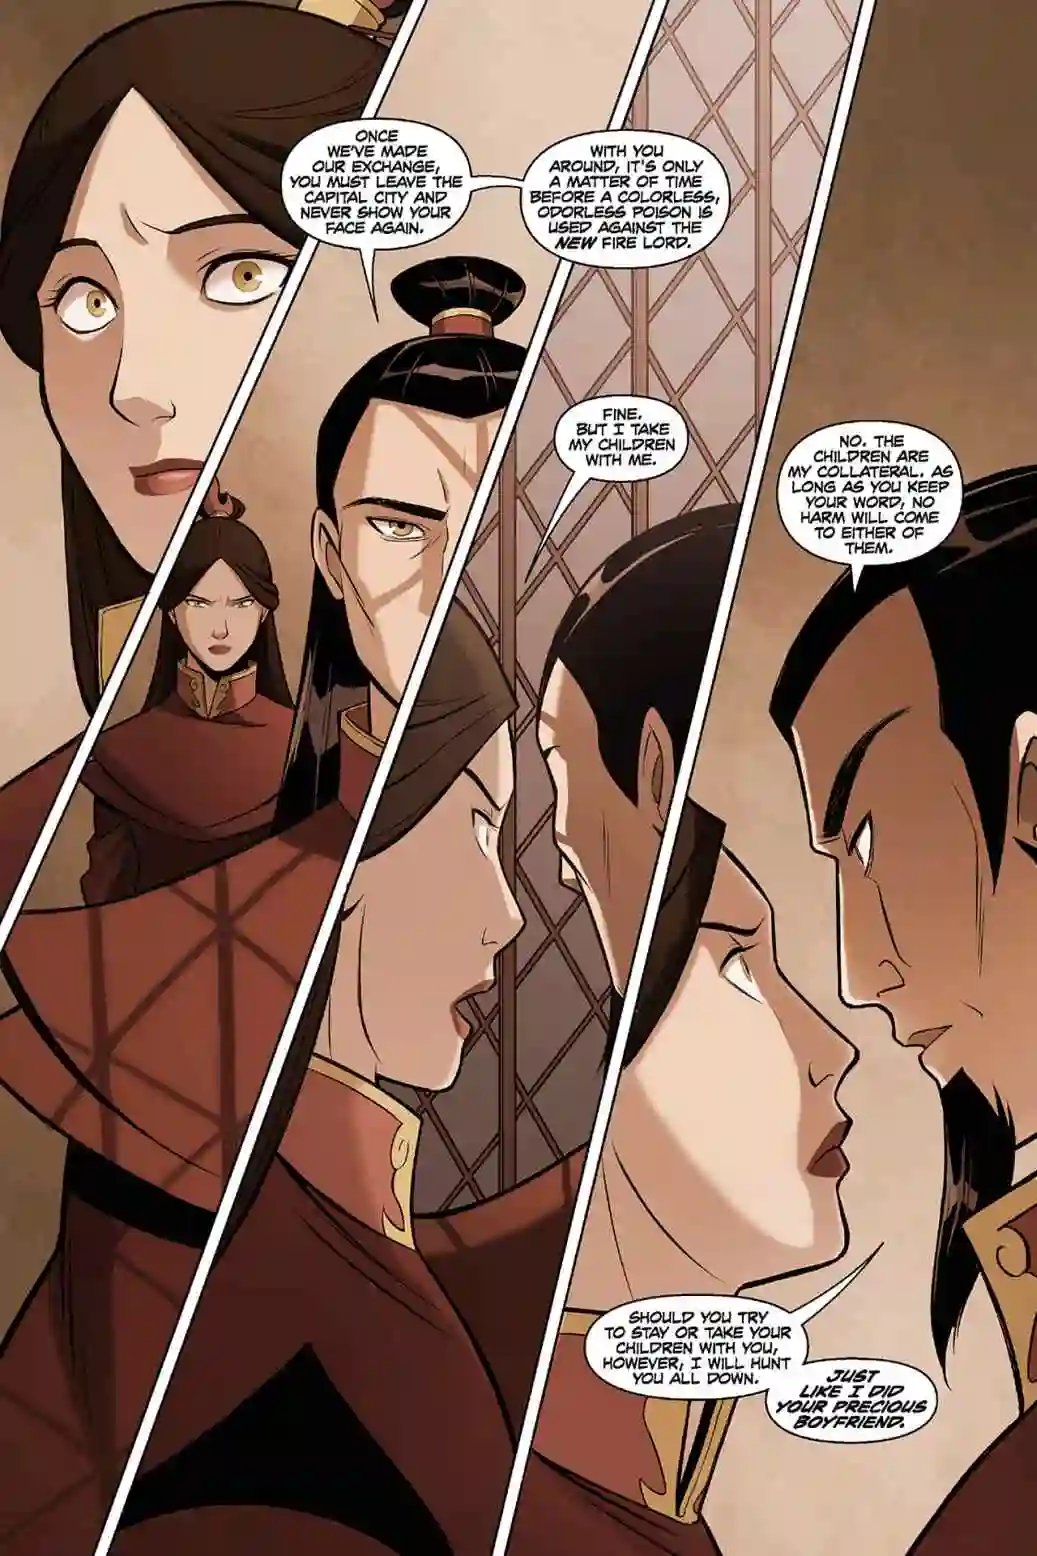 ONCE
WE'VE MADE
OUR EXCHANGE,
YOU MUST LEAVE THE
CAPITAL CITY AND
NEVER SHOW YOUR
FACE AGAIN.
WITH YOU
AROUND, IT'S ONLY
A MATTER OF TIME
BEFORE A COLORLESS,
ODORLESS POISON IS
USED AGAINST THE
NEW FIRE LORD.
FINE.
BUT I TAKE
MY CHILDREN
WITH ME.
NO. THE
CHILDREN ARE
MY COLLATERAL. AS
LONG AS YOU KEEP
YOUR WORD, NO
HARM WILL COME
TO EITHER OF
THEM.
SHOULD YOU TRY
TO STAY OR TAKE YOUR
CHILDREN WITH YOU,
HOWEVER, I WILL HUNT
YOU ALL DOWN.
JUST
LIKE I DID
YOUR PRECIOUS
BOYFRIEND.